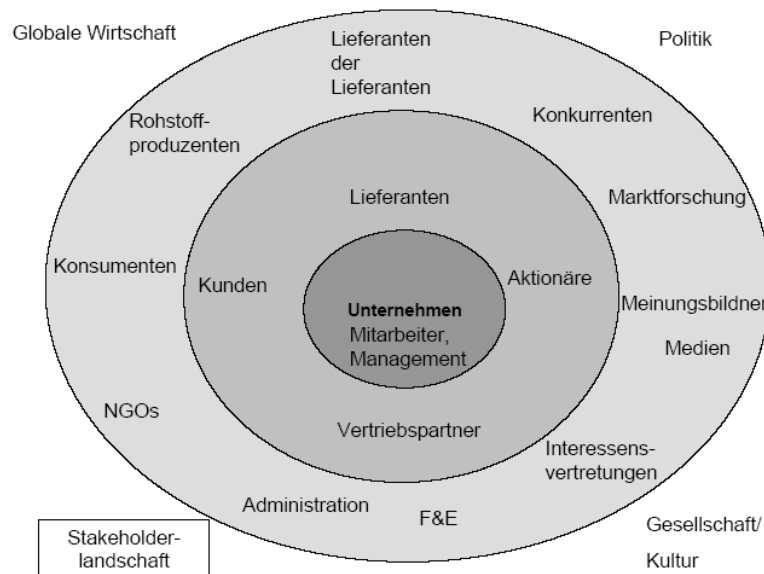 Globale Wirtschaft
Lieferanten
der
Lieferanten
Politik
Rohstoff-
produzenten
Konkurrenten
Lieferanten
Marktforschung
Konsumenten
Kunden
Aktionäre
Unternehmen
Mitarbeiter,
Management
Meinungsbildner
Medien
NGOs
Vertriebspartner
Interessens-
vertretungen
Administration
F&E
Stakeholder-
landschaft
Gesellschaft/
Kultur